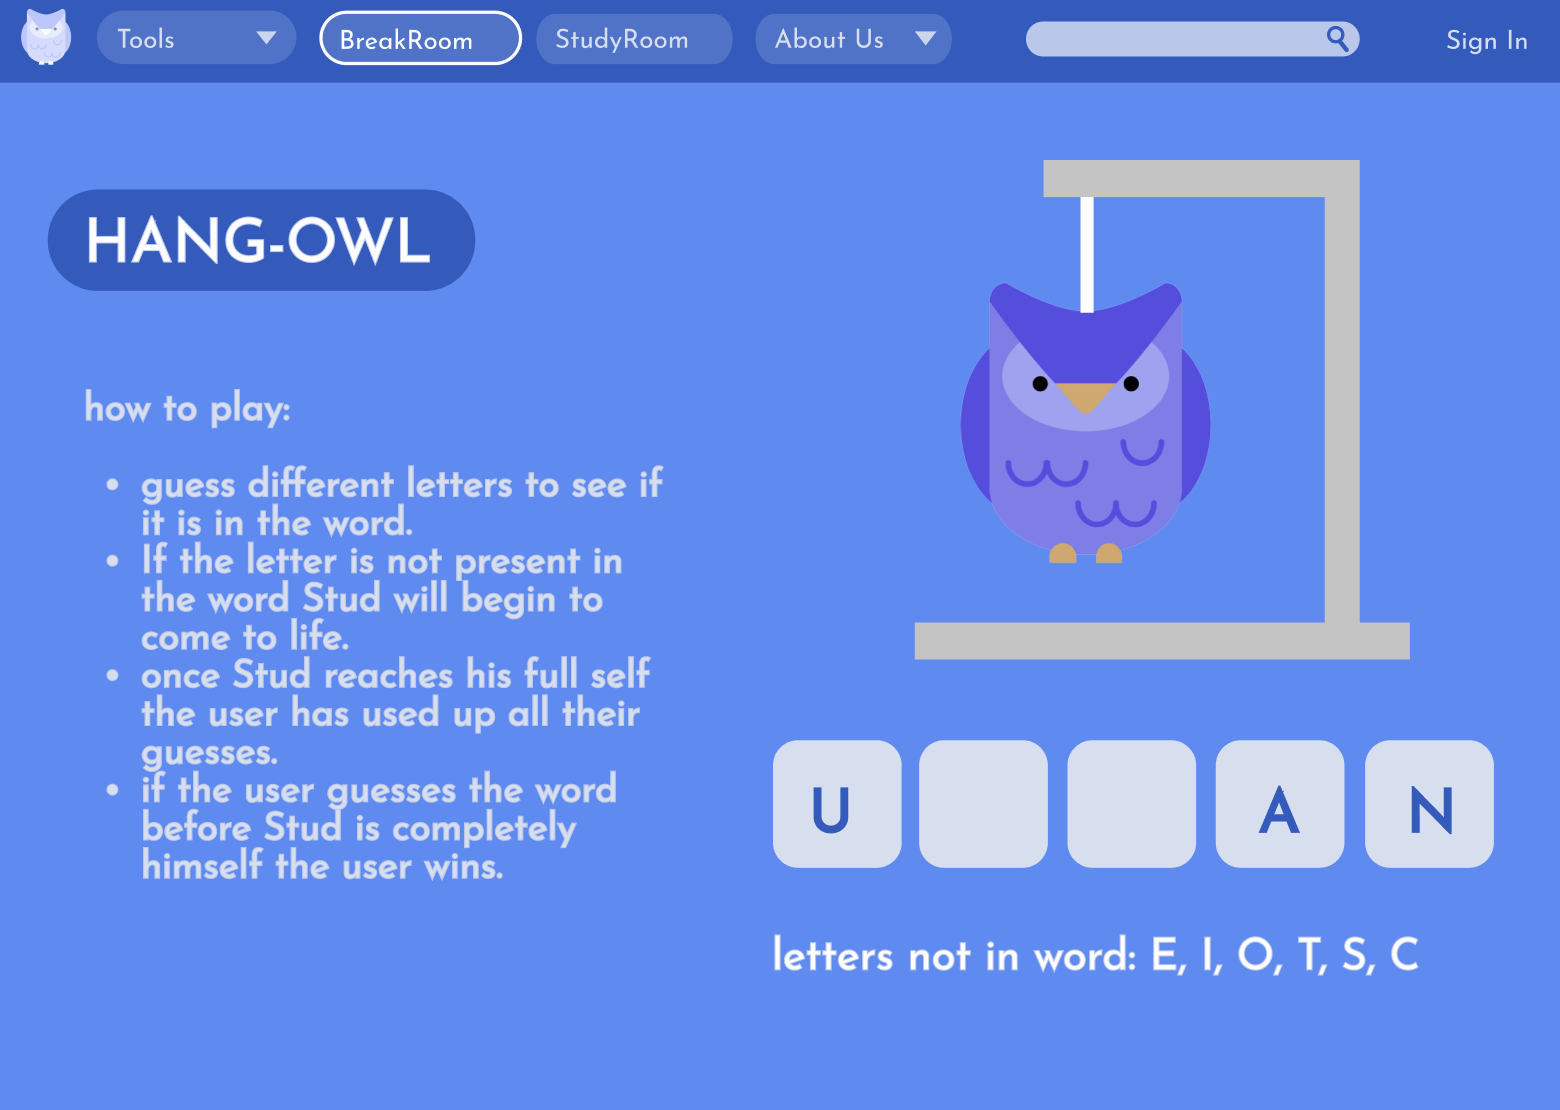 Tools
BreakRoom
StudyRoom
About Us
Sign In
HANG-OWL
how to play:
guess different letters to see if
it is in the word.
If the letter is not present in
the word Stud will begin to
come to life.
once Stud reaches his full self
the user has used up all their
guesses.
if the user guesses the word
before Stud is completely
himself the user wins.
U A N
letters not in word: E, I, O, T, S, C